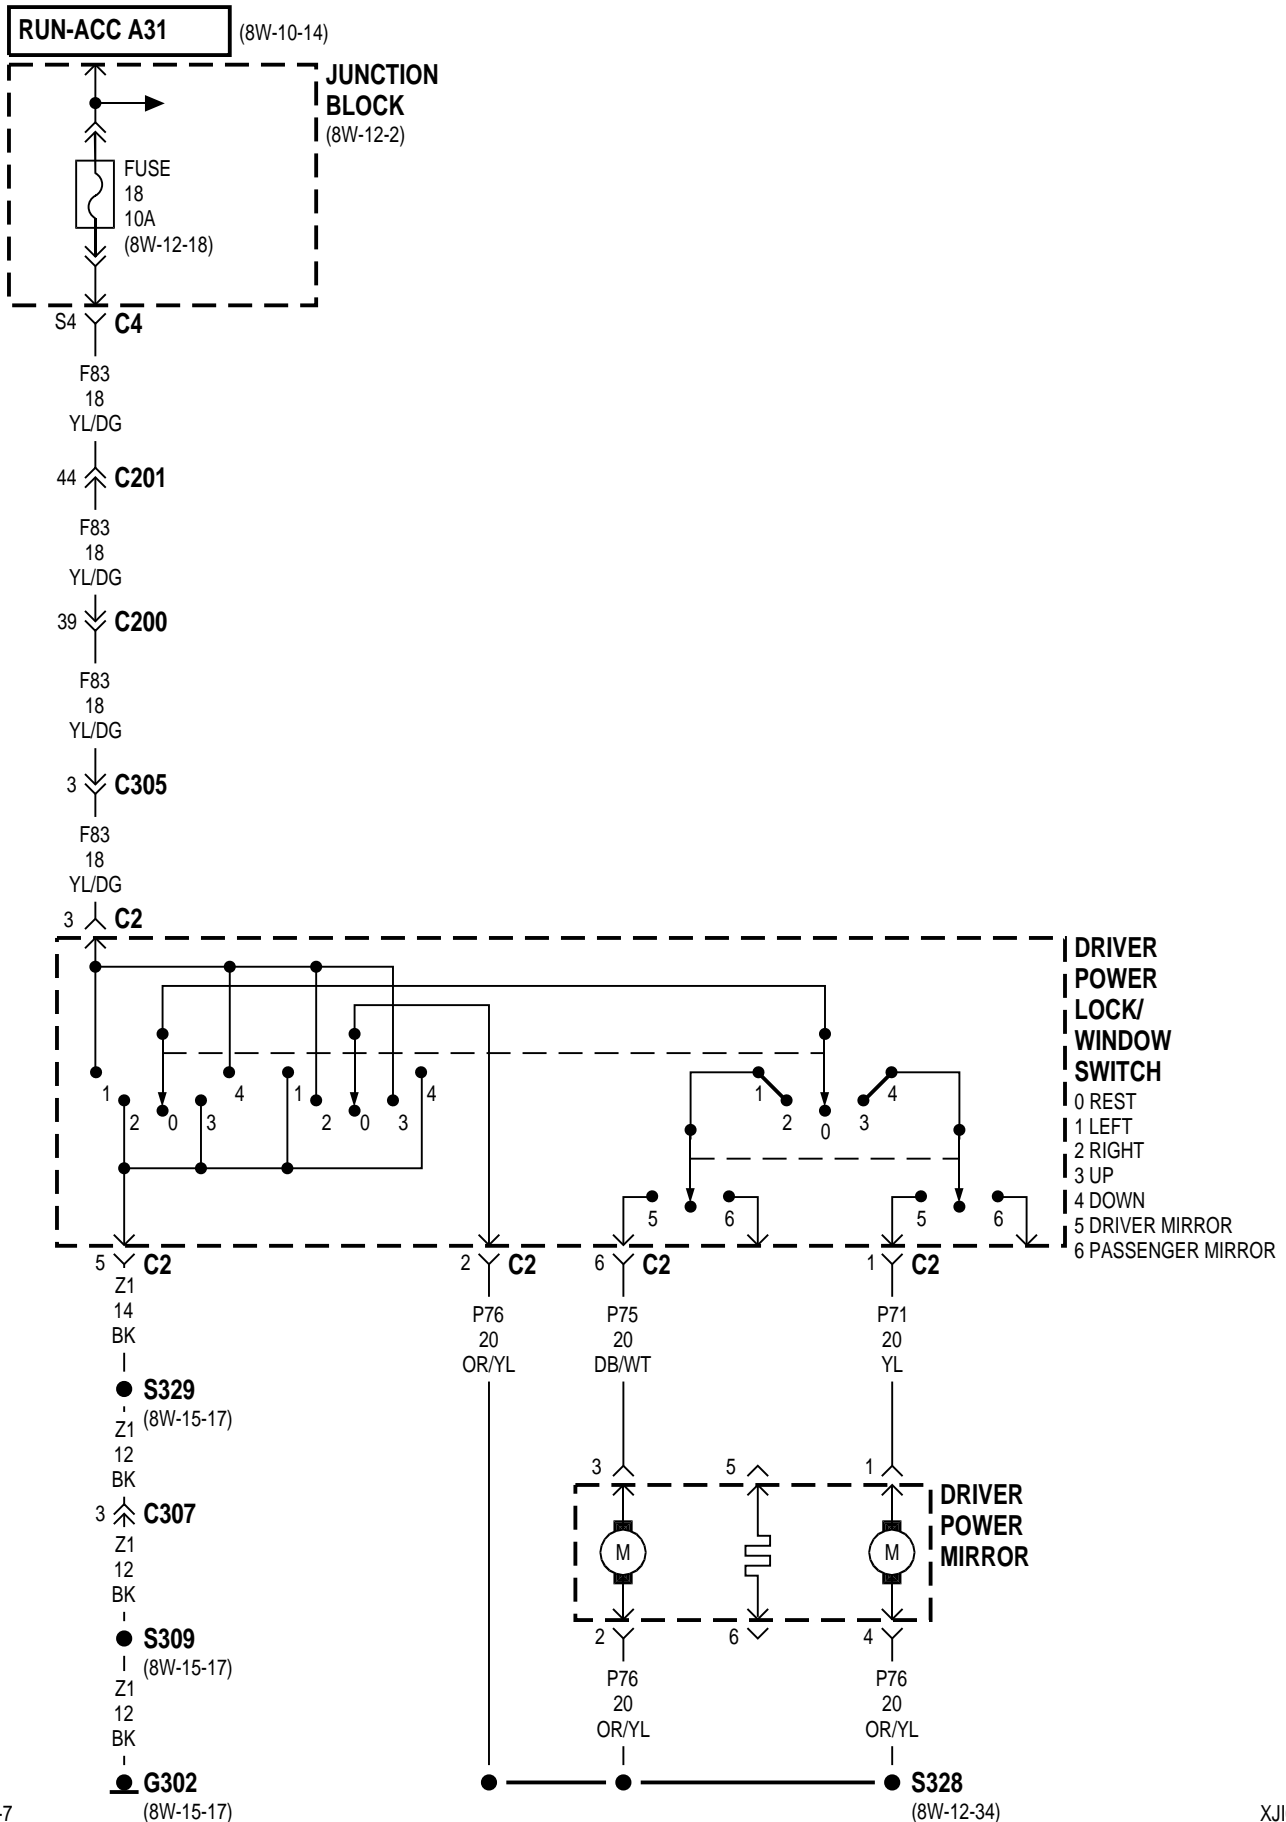 RUN-ACC A31 (8W-10-14)
JUNCTION
BLOCK
(8W-12-2)
FUSE
18
10A
(8W-12-18)
S4 C4
F83
18
YL/DG
44 C201
F83
18
YL/DG
39 C200
F83
18
YL/DG
3 C305
F83
18
YL/DG
3 C2
DRIVER
POWER
LOCK/
WINDOW
SWITCH
0 REST
1 LEFT
2 RIGHT
3 UP
4 DOWN
5 DRIVER MIRROR
6 PASSENGER MIRROR
1 4 1 4 1 4
2 0 3 2 0 3 2 0 3
5 6 5 6
5 C2 2 C2 6 C2 1 C2
Z1
14
BK
P76
20
OR/YL
P75
20
DB/WT
P71
20
YL
S329
(8W-15-17)
Z1
12
BK
3 5 1
3 C307
DRIVER
POWER
MIRROR
M M
Z1
12
BK
2 6 4
S309
(8W-15-17)
P76
20
OR/YL
P76
20
OR/YL
Z1
12
BK
G302
(8W-15-17)
S328
(8W-12-34)
-7 XJI